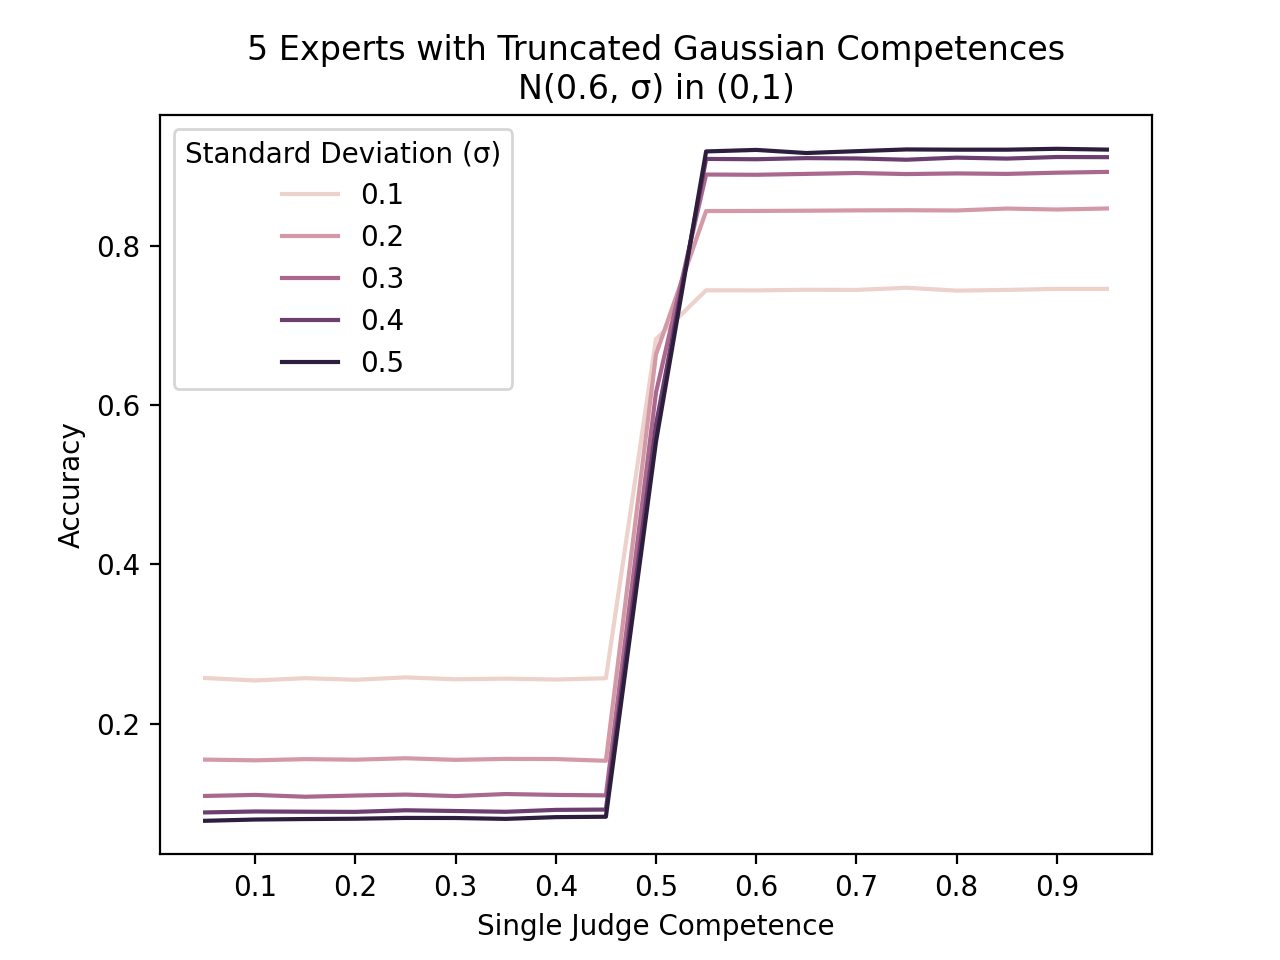 5 Experts with Truncated Gaussian Competences
N(0.6, σ) in (0,1)
Standard Deviation (σ)
0.1
0.2
0.3
0.4
0.5
Accuracy
0.8
0.6
0.4
0.2
0.1 0.2 0.3 0.4 0.5 0.6 0.7 0.8 0.9
Single Judge Competence